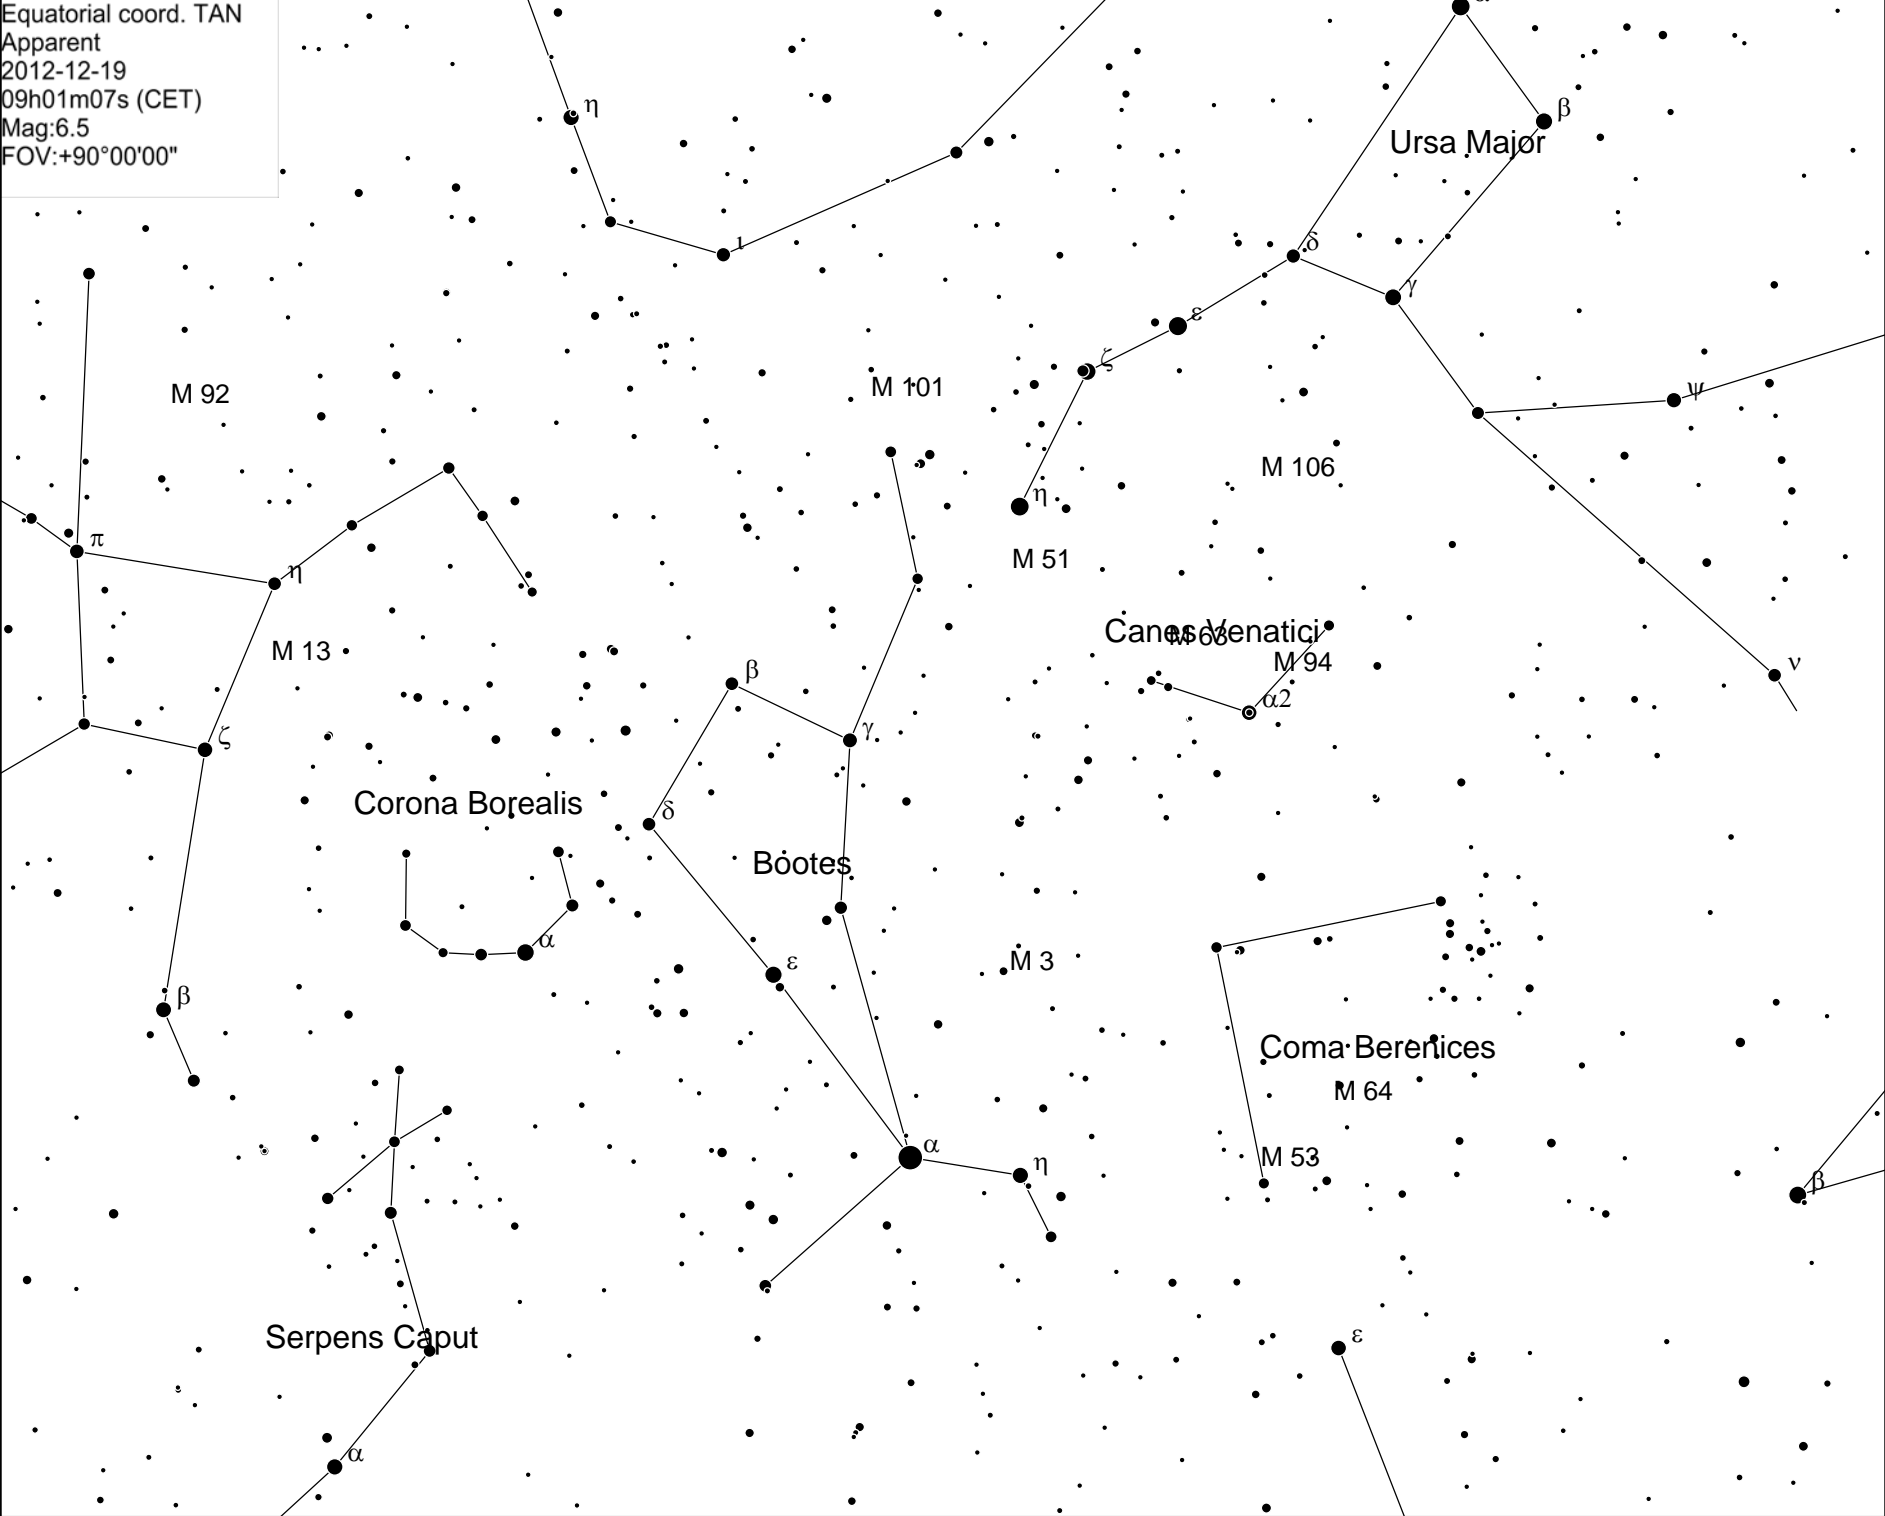 Equatorial coord. TAN
Apparent
2012-12-19
09h01m07s (CET)
Mag:6.5
FOV:+90°00'00"
η
β
Ursa Major
ι
δ
γ
ε
ζ
M 92
M 101
ψ
M 106
η
π
η
M 51
M 13
Canes Venatici
M 63
M 94
ν
β
α2
γ
ζ
Corona Borealis
δ
Bootes
α
M 3
ε
β
Coma Berenices
M 64
α
M 53
η
β
Serpens Caput
ε
α